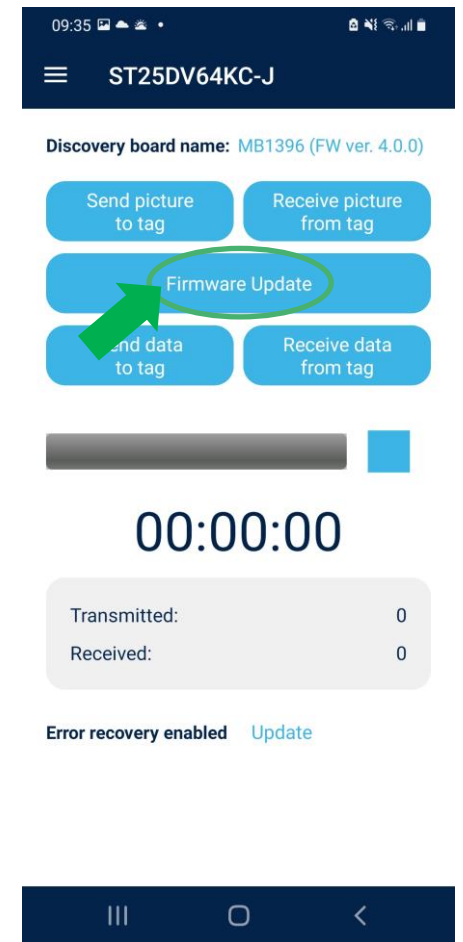 09:35
ST25DV64KC-J
Discovery board name: MB1396 (FW ver. 4.0.0)
Send picture
to tag
Receive picture
from tag
Firmware Update
end data
to tag
Receive data
from tag
00:00:00
Transmitted: 0
Received: 0
Error recovery enabled Update